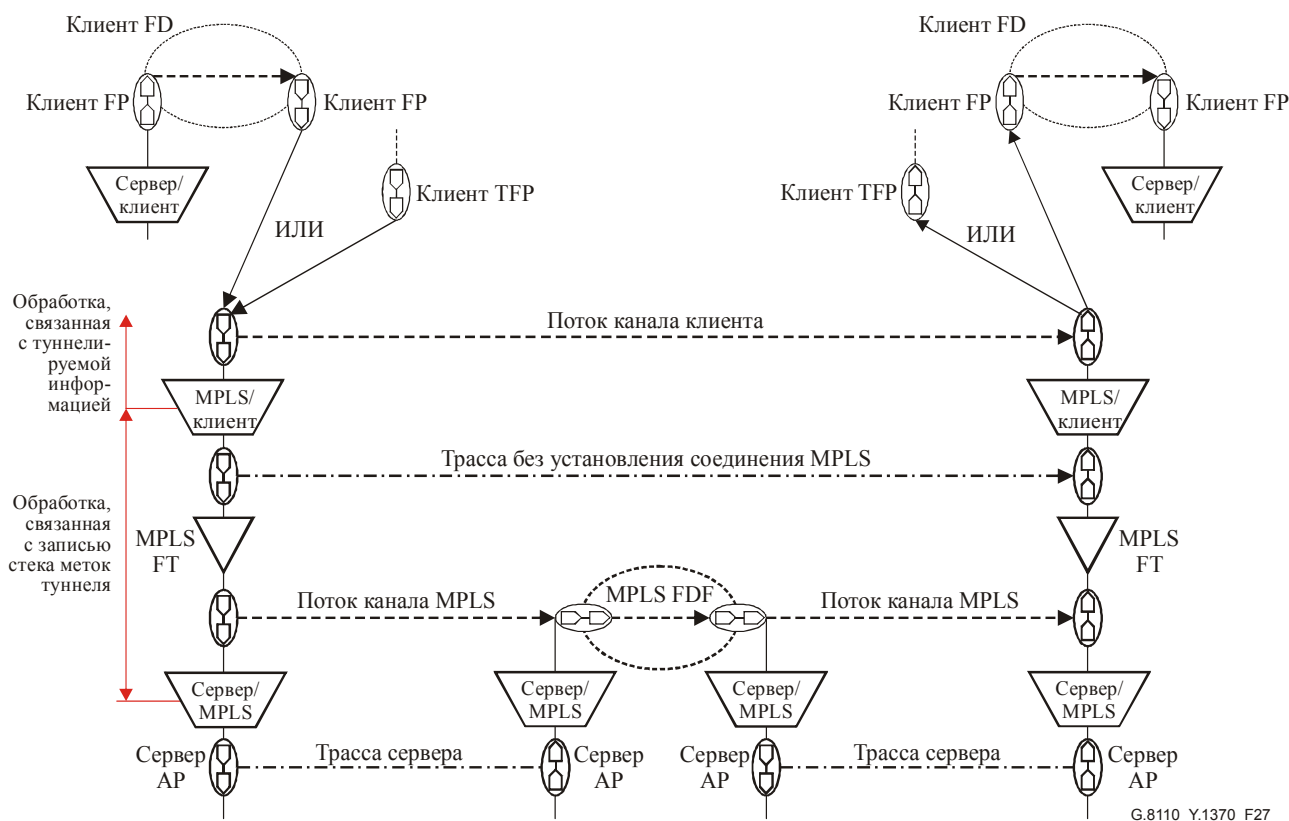 Клиент FD
Клиент FD
Клиент FP
Клиент FP
Клиент FP
Клиент FP
Сервер/
клиент
Клиент TFP
Клиент TFP
Сервер/
клиент
ИЛИ
ИЛИ
Обработка,
связанная
с туннели-
руемой
инфор-
мацией
Поток канала клиента
MPLS/
клиент
MPLS/
клиент
Трасса без установления соединения MPLS
Обработка,
связанная
с записью
стека меток
туннеля
MPLS
FT
MPLS
FT
Поток канала MPLS
MPLS FDF
Поток канала MPLS
Сервер/
MPLS
Сервер/
MPLS
Сервер/
MPLS
Сервер/
MPLS
Сервер
AP
Трасса сервера
Сервер
AP
Сервер
AP
Трасса сервера
Сервер
AP
G.8110_Y.1370_F27